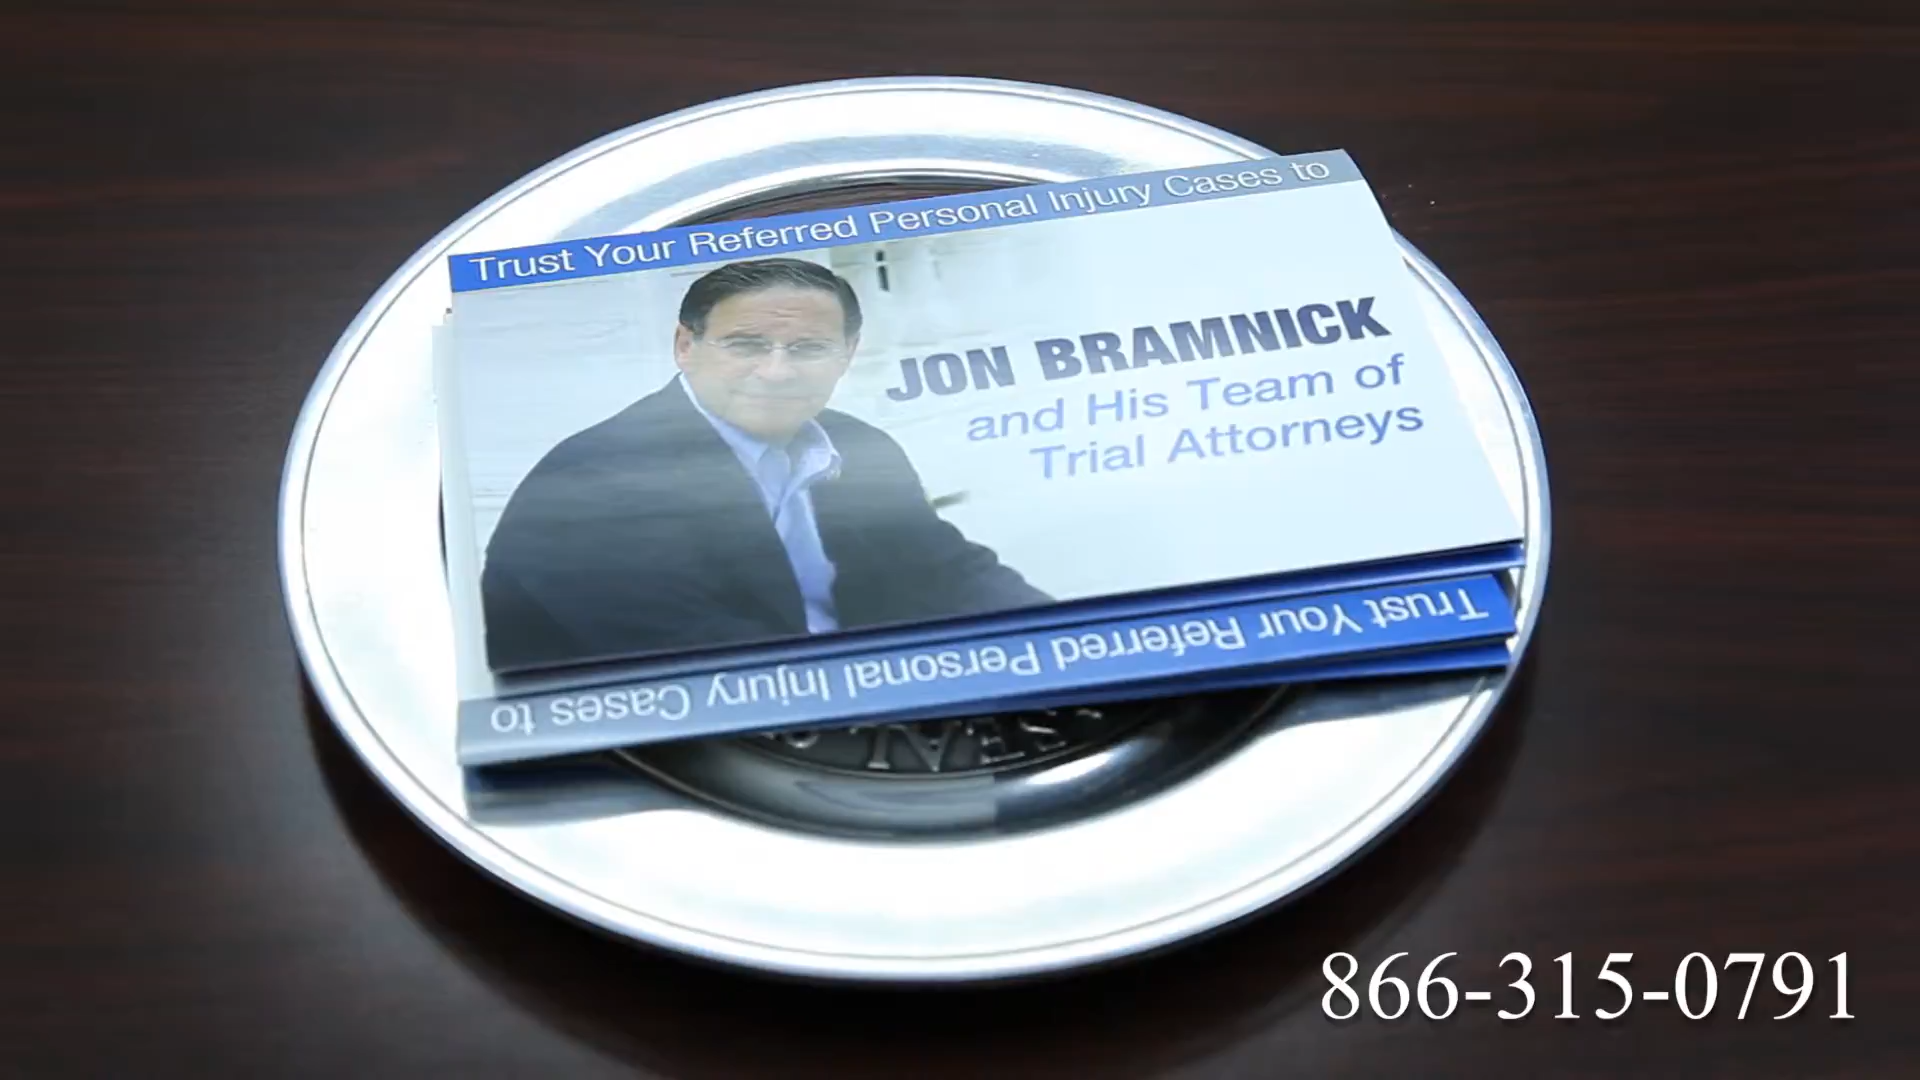 Trust Your Referred Personal Injury Cases to
JON BRAMNICK
and His Team of
Trial Attorneys
Trust Your Referred Personal Injury Cases to
866-315-0791